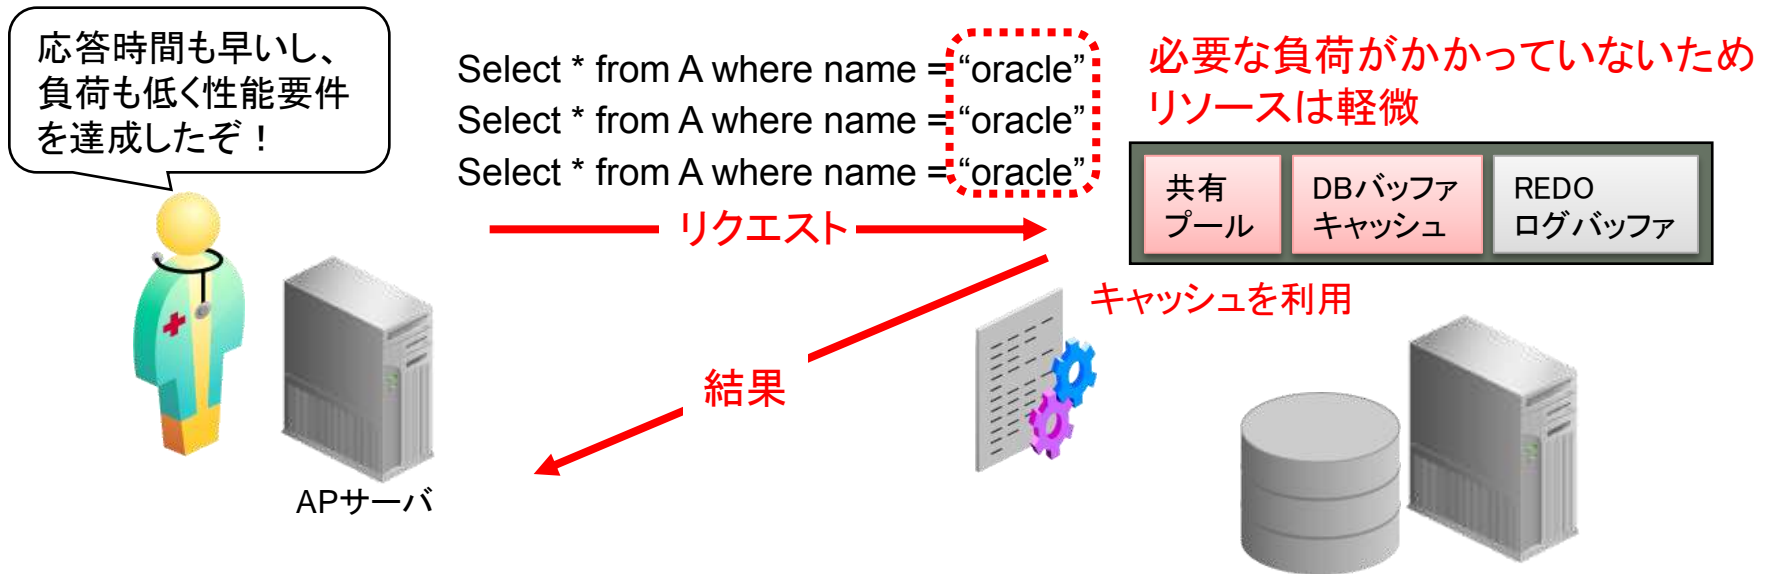 応答時間も早いし、
負荷も低く性能要件
を達成したぞ！
Select * from A where name = “oracle”
Select * from A where name = “oracle”
Select * from A where name = “oracle”
必要な負荷がかかっていないため
リソースは軽微
共有
プール
DBバッファ
キャッシュ
REDO
ログバッファ
リクエスト
キャッシュを利用
結果
APサーバ